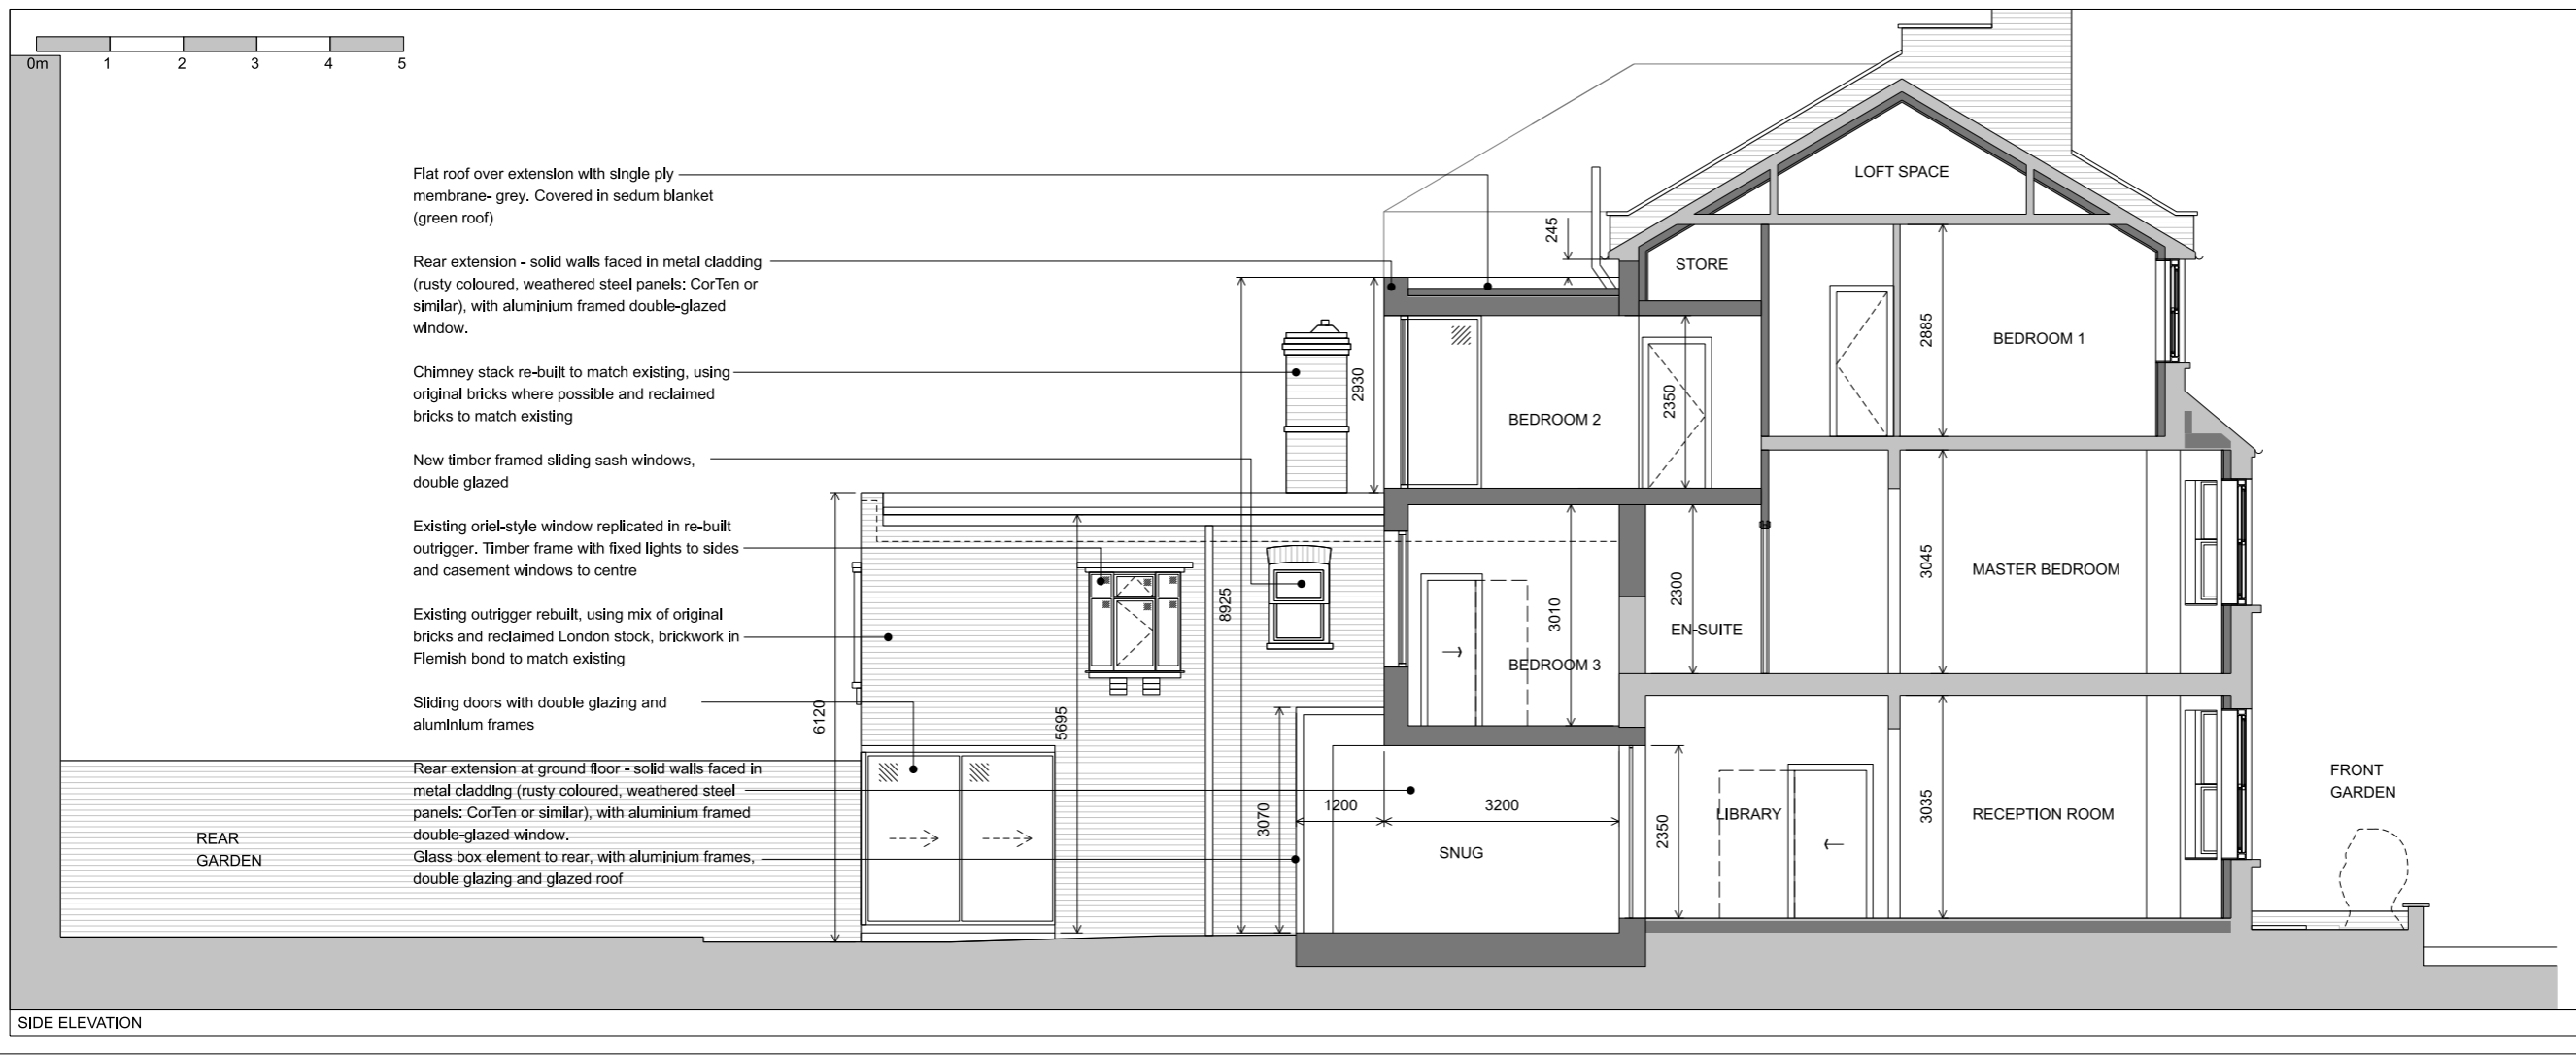 0m 1 2 3 4 5
Flat roof over extension with single ply
membrane- grey. Covered in sedum blanket
(green roof)
Rear extension - solid walls faced in metal cladding
(rusty coloured, weathered steel panels: CorTen or
similar), with aluminium framed double-glazed
window.
Chimney stack re-built to match existing, using
original bricks where possible and reclaimed
bricks to match existing
New timber framed sliding sash windows,
double glazed
Existing oriel-style window replicated in re-built
outrigger. Timber frame with fixed lights to sides
and casement windows to centre
Existing outrigger rebuilt, using mix of original
bricks and reclaimed London stock, brickwork in
Flemish bond to match existing
Sliding doors with double glazing and
aluminium frames
Rear extension at ground floor - solid walls faced in
metal cladding (rusty coloured, weathered steel
panels: CorTen or similar), with aluminium framed
double-glazed window.
Glass box element to rear, with aluminium frames,
double glazing and glazed roof
REAR
GARDEN
6120
5695
8925
3070
2930
245
1200
3200
SNUG
BEDROOM 2
2350
BEDROOM 3
3010
2300
EN-SUITE
STORE
LOFT SPACE
2885
BEDROOM 1
3045
MASTER BEDROOM
2350
LIBRARY
3035
RECEPTION ROOM
FRONT
GARDEN
SIDE ELEVATION